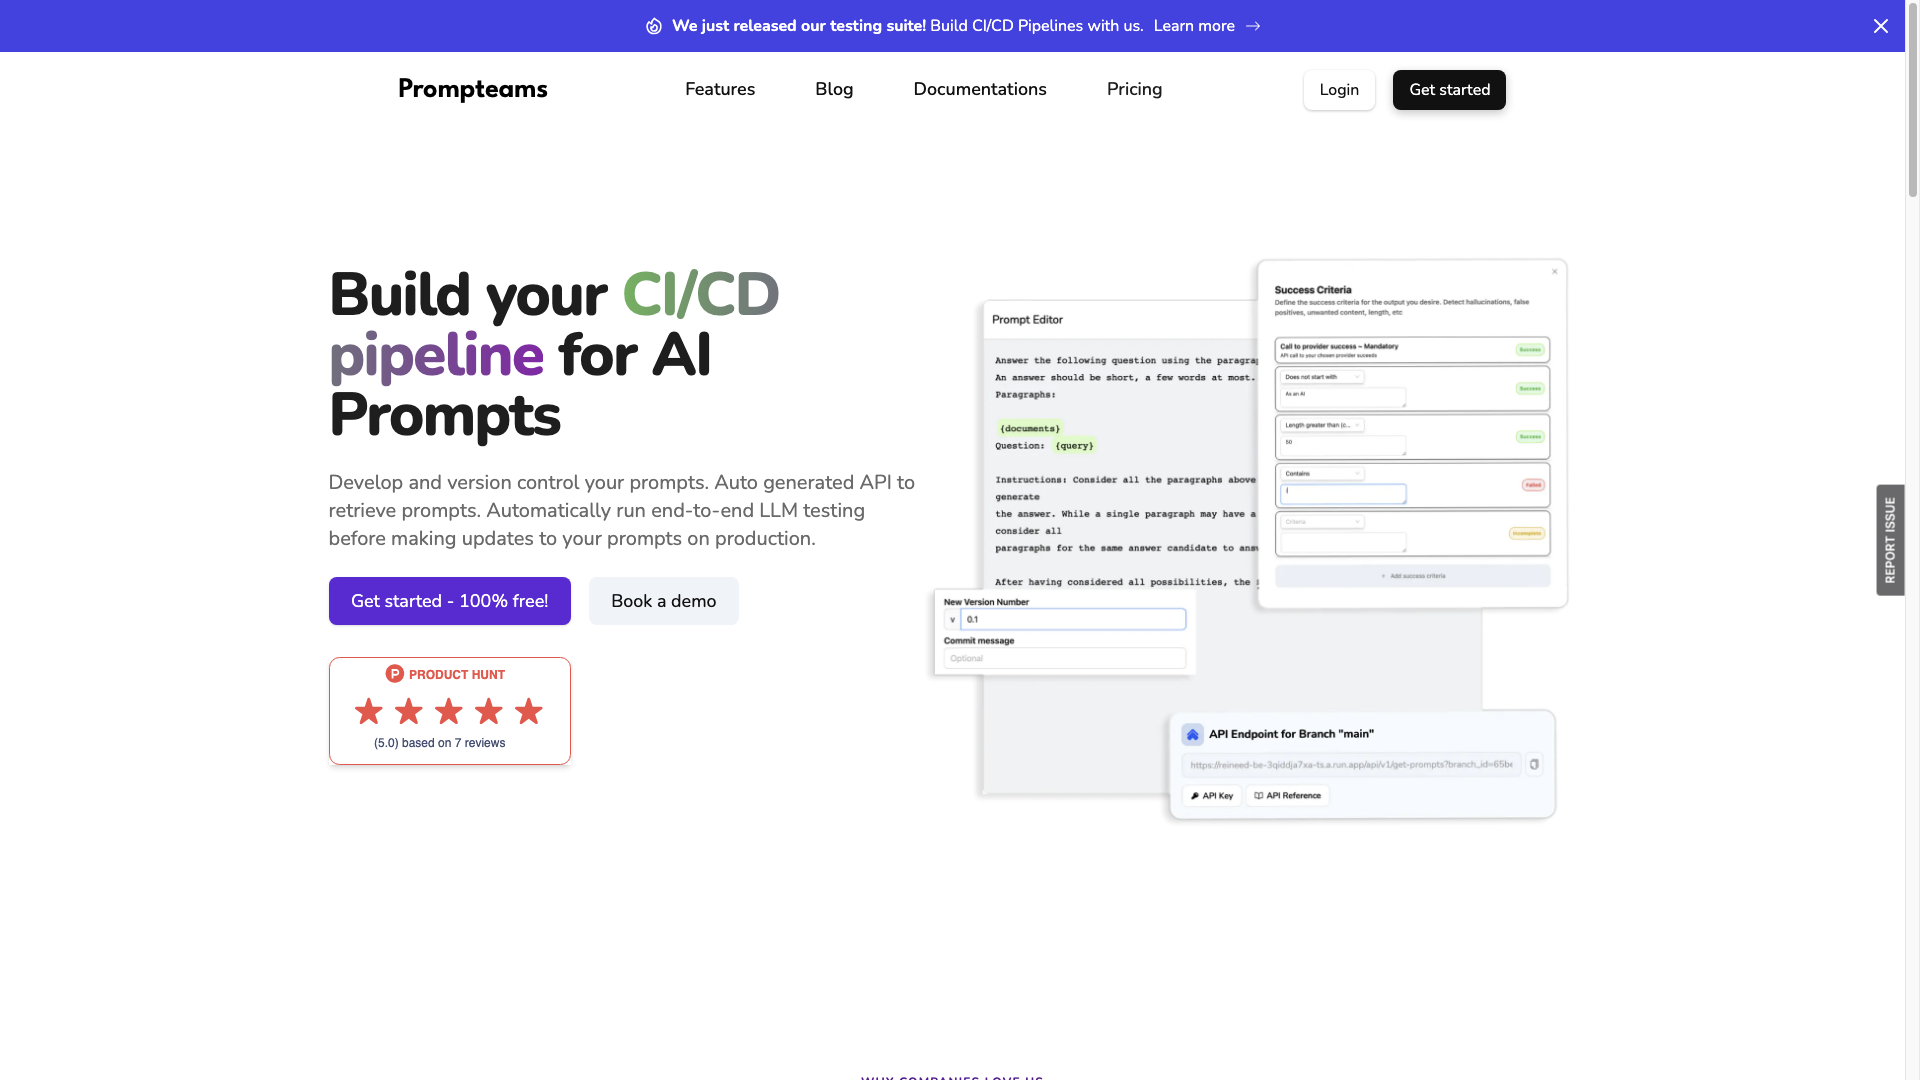 We just released our testing suite! Build CI/CD Pipelines with us. Learn more →
Prompteams
Features
Blog
Documentations
Pricing
Login
Get started
Build your CI/CD
pipeline for AI
Prompts
Develop and version control your prompts. Auto generated API to
retrieve prompts. Automatically run end-to-end LLM testing
before making updates to your prompts on production.
Get started - 100% free!
Book a demo
PRODUCT HUNT
(5.0) based on 7 reviews
Prompt Editor
Answer the following question using the paragrap
An answer should be short, a few words at most.
Paragraphs:
{documents}
Question: {query}
Instructions: Consider all the paragraphs above
generate
the answer. While a single paragraph may have a
consider all
paragraphs for the same answer candidate to answ
After having considered all possibilities, the
New Version Number
v 0.1
Commit message
Optional
Success Criteria
Define the success criteria for the output you desire. Detect hallucinations, false
positives, unwanted content, length, etc
Call to provider success ~ Mandatory
API call to your chosen provider suceeds
Success
Does not start with
As an AI
Success
Length greater than (c...
50
Success
Contains
Failed
Criteria
Incomplete
+ Add success criteria
API Endpoint for Branch "main"
https://reineed-be-3qiddja7xa-ts.a.run.app/api/v1/get-prompts?branch_id=65be
API Key
API Reference
REPORT ISSUE
WHY COMPANIES LOVE US